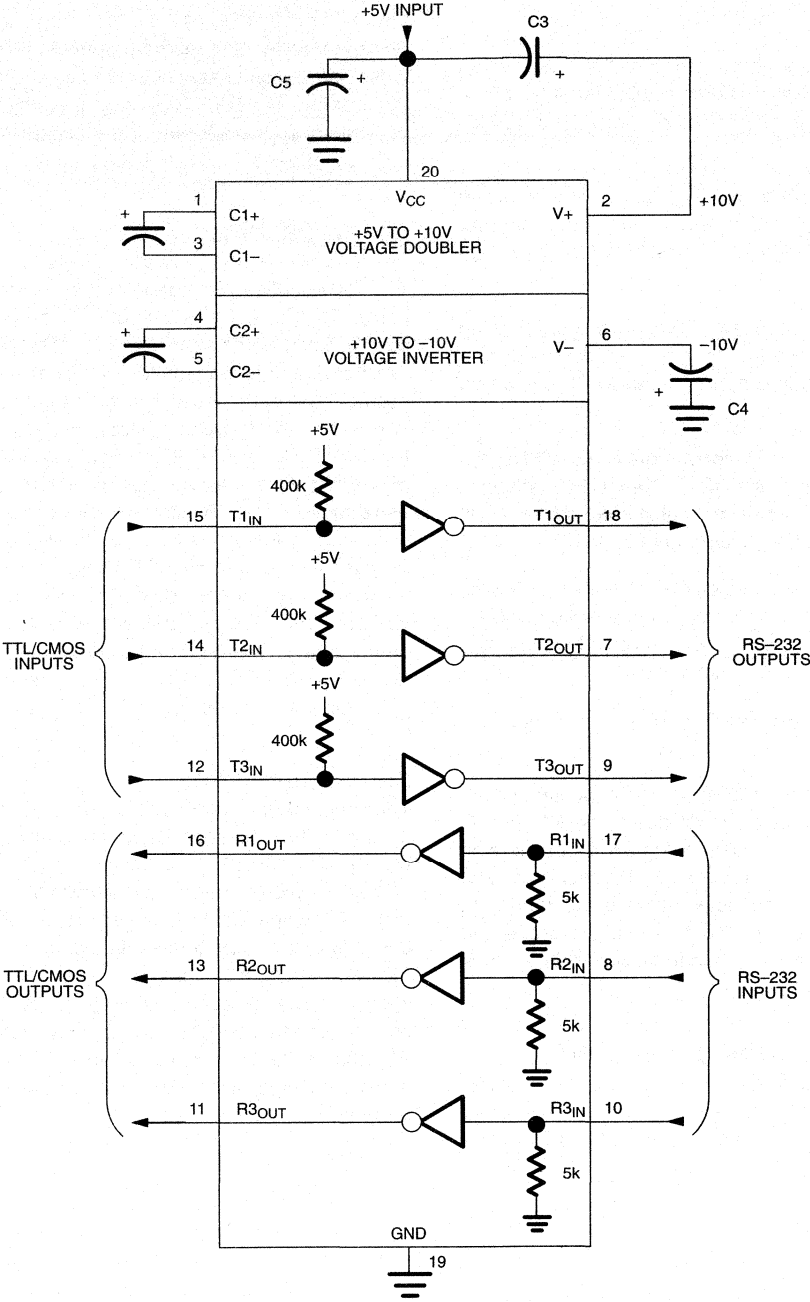 +5V INPUT
C3
C5
+
+
20
VCC
1
C1+
+5V TO +10V
VOLTAGE DOUBLER
V+
2
+10V
+
3
C1–
4
C2+
+10V TO –10V
VOLTAGE INVERTER
V–
6
–10V
+
5
C2–
+
C4
+5V
400k
15
T1IN
T1OUT
18
+5V
400k
TTL/CMOS
INPUTS
14
T2IN
T2OUT
7
RS–232
OUTPUTS
+5V
400k
12
T3IN
T3OUT
9
16
R1OUT
R1IN
17
5k
TTL/CMOS
OUTPUTS
13
R2OUT
R2IN
8
RS–232
INPUTS
5k
11
R3OUT
R3IN
10
5k
GND
19